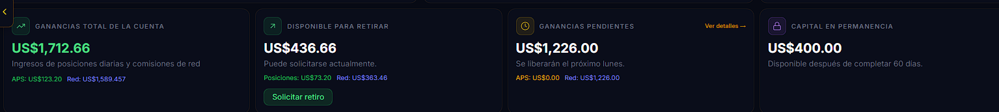 GANANCIAS TOTAL DE LA CUENTA
US$1,712.66
Ingresos de posiciones diarias y comisiones de red
APS: US$123.20 Red: US$1,589.457
DISPONIBLE PARA RETIRAR
US$436.66
Puede solicitarse actualmente.
Posiciones: US$73.20 Red: US$363.46
Solicitar retiro
GANANCIAS PENDIENTES
Ver detalles →
US$1,226.00
Se liberarán el próximo lunes.
APS: US$0.00 Red: US$1,226.00
CAPITAL EN PERMANENCIA
US$400.00
Disponible después de completar 60 días.